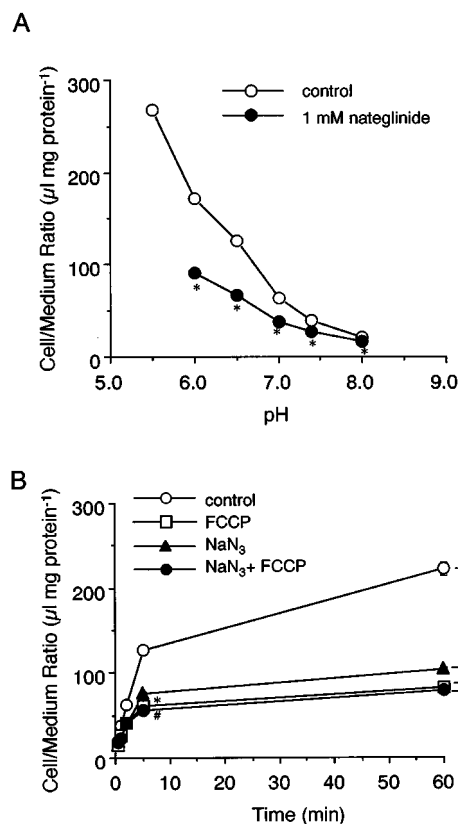 A
Cell/Medium Ratio (µl mg protein⁻¹)
300
200
100
0
control
1 mM nateglinide
*
*
*
*
*
5.0
6.0
7.0
8.0
9.0
pH
B
Cell/Medium Ratio (µl mg protein⁻¹)
300
200
100
0
control
FCCP
NaN₃
NaN₃+ FCCP
*
#
0
10
20
30
40
50
60
Time (min)